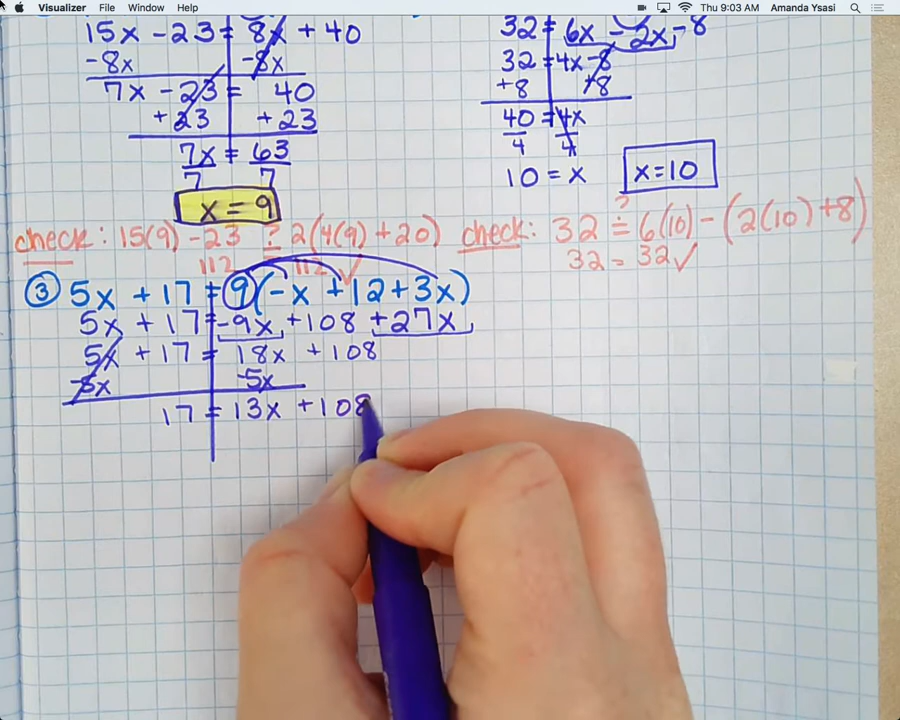 Visualizer File Window Help Thu 9:03 AM Amanda Ysasi
15x - 23 = 8x + 40
-8x -8x
7x - 23 = 40
+ 23 + 23
7x = 63
7 7
x = 9
32 = 6x - 2x - 8
32 = 4x - 8
+8 +8
40 = 4x
4 4
10 = x x=10
check: 15(9) - 23 ≟ 2(4(9) + 20)
112 = 112 ✓
check: 32 ≟ 6(10) - (2(10) + 8)
32 = 32 ✓
③ 5x + 17 = 9(-x + 12 + 3x)
5x + 17 = -9x + 108 + 27x
5x + 17 = 18x + 108
-5x -5x
17 = 13x + 108